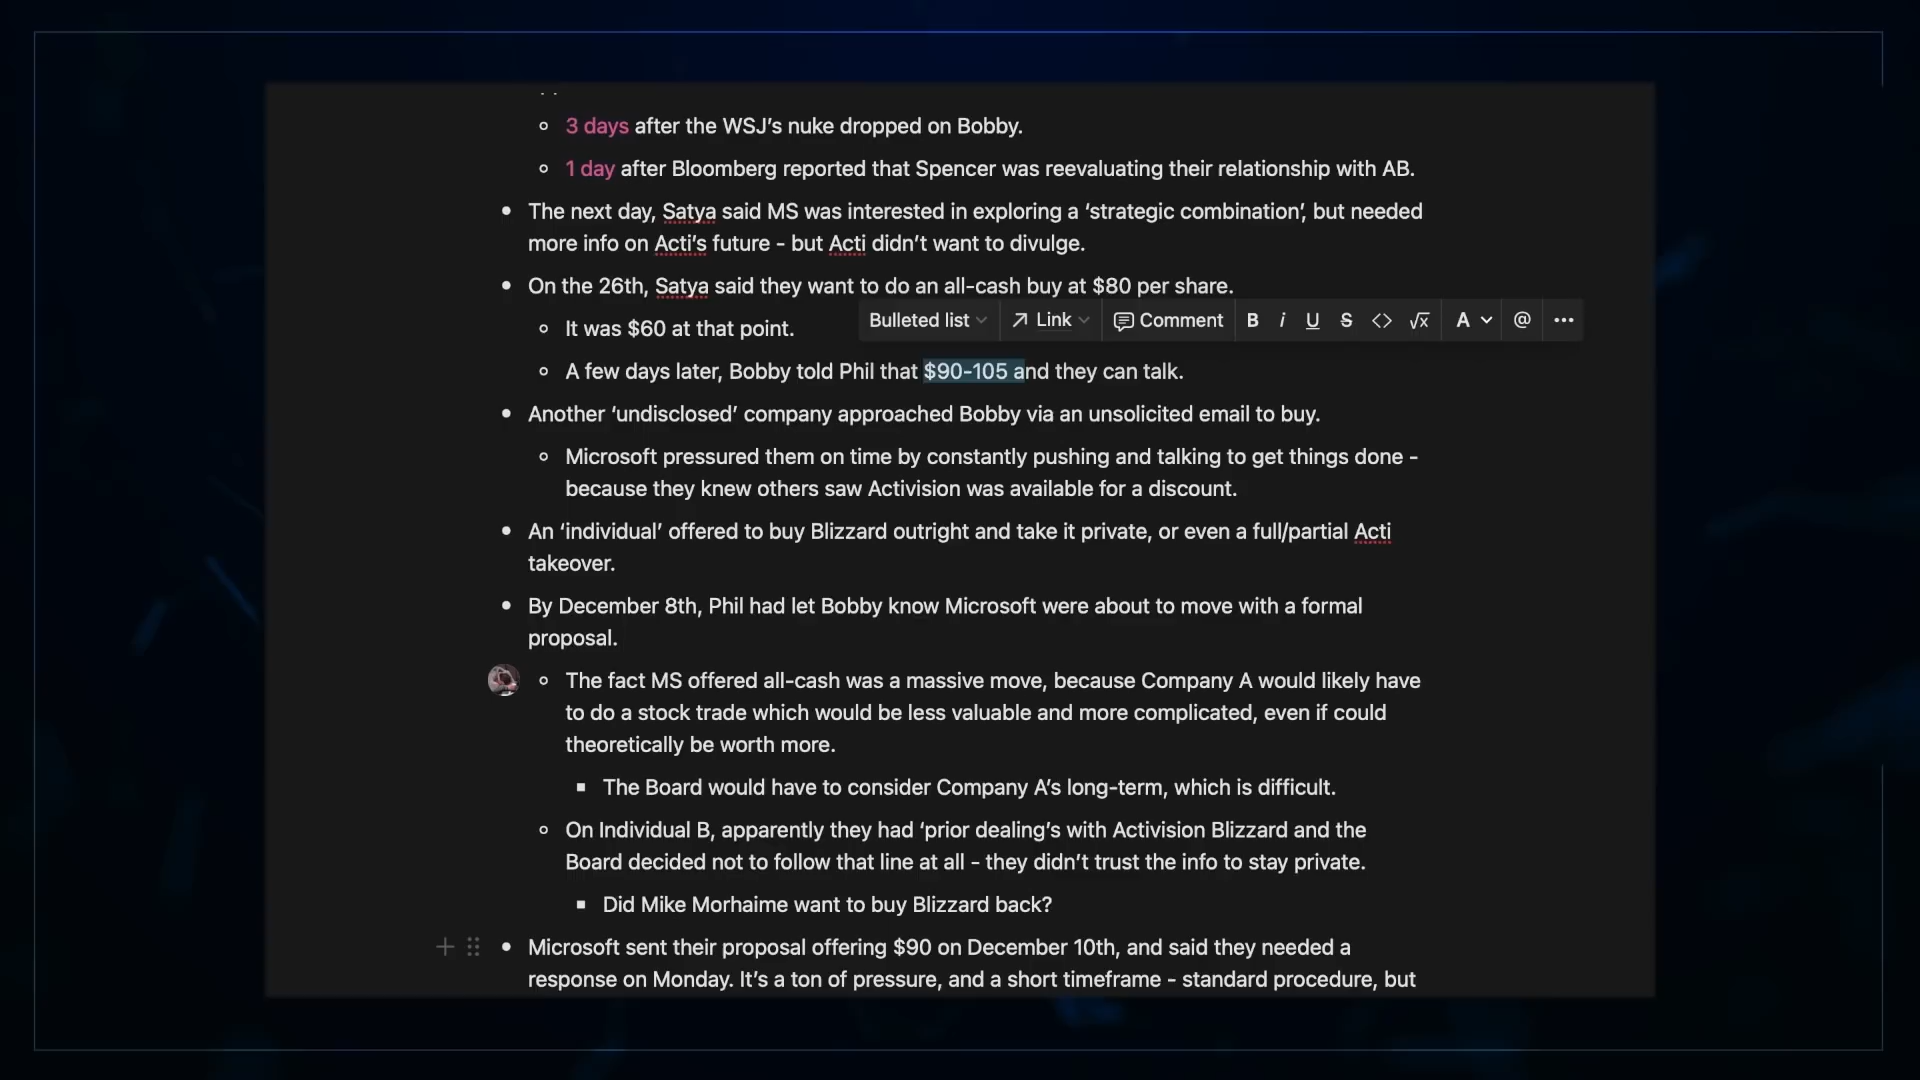 3 days after the WSJ’s nuke dropped on Bobby.
1 day after Bloomberg reported that Spencer was reevaluating their relationship with AB.
The next day, Satya said MS was interested in exploring a ‘strategic combination’, but needed
more info on Acti’s future - but Acti didn’t want to divulge.
On the 26th, Satya said they want to do an all-cash buy at $80 per share.
It was $60 at that point.
Bulleted list Link Comment B i U S <> √x A @ •••
A few days later, Bobby told Phil that $90-105 and they can talk.
Another ‘undisclosed’ company approached Bobby via an unsolicited email to buy.
Microsoft pressured them on time by constantly pushing and talking to get things done -
because they knew others saw Activision was available for a discount.
An ‘individual’ offered to buy Blizzard outright and take it private, or even a full/partial Acti
takeover.
By December 8th, Phil had let Bobby know Microsoft were about to move with a formal
proposal.
The fact MS offered all-cash was a massive move, because Company A would likely have
to do a stock trade which would be less valuable and more complicated, even if could
theoretically be worth more.
The Board would have to consider Company A’s long-term, which is difficult.
On Individual B, apparently they had ‘prior dealing’s with Activision Blizzard and the
Board decided not to follow that line at all - they didn’t trust the info to stay private.
Did Mike Morhaime want to buy Blizzard back?
Microsoft sent their proposal offering $90 on December 10th, and said they needed a
response on Monday. It’s a ton of pressure, and a short timeframe - standard procedure, but